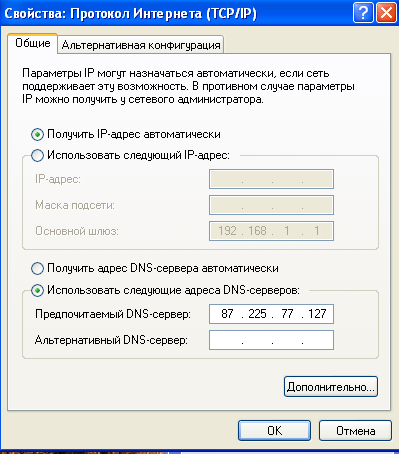 Свойства: Протокол Интернета (TCP/IP)
Общие Альтернативная конфигурация
Параметры IP могут назначаться автоматически, если сеть
поддерживает эту возможность. В противном случае параметры
IP можно получить у сетевого администратора.
Получить IP-адрес автоматически
Использовать следующий IP-адрес:
IP-адрес: . . .
Маска подсети: . . .
Основной шлюз: 192 . 168 . 1 . 1
Получить адрес DNS-сервера автоматически
Использовать следующие адреса DNS-серверов:
Предпочитаемый DNS-сервер: 87 . 225 . 77 . 127
Альтернативный DNS-сервер: . . .
Дополнительно...
OK Отмена